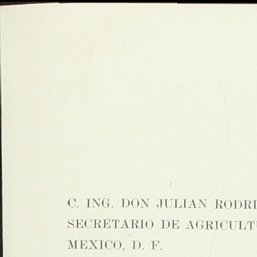 C. ING. DON JULIAN RODRI
SECRETARIO DE AGRICULT
MEXICO, D. F.